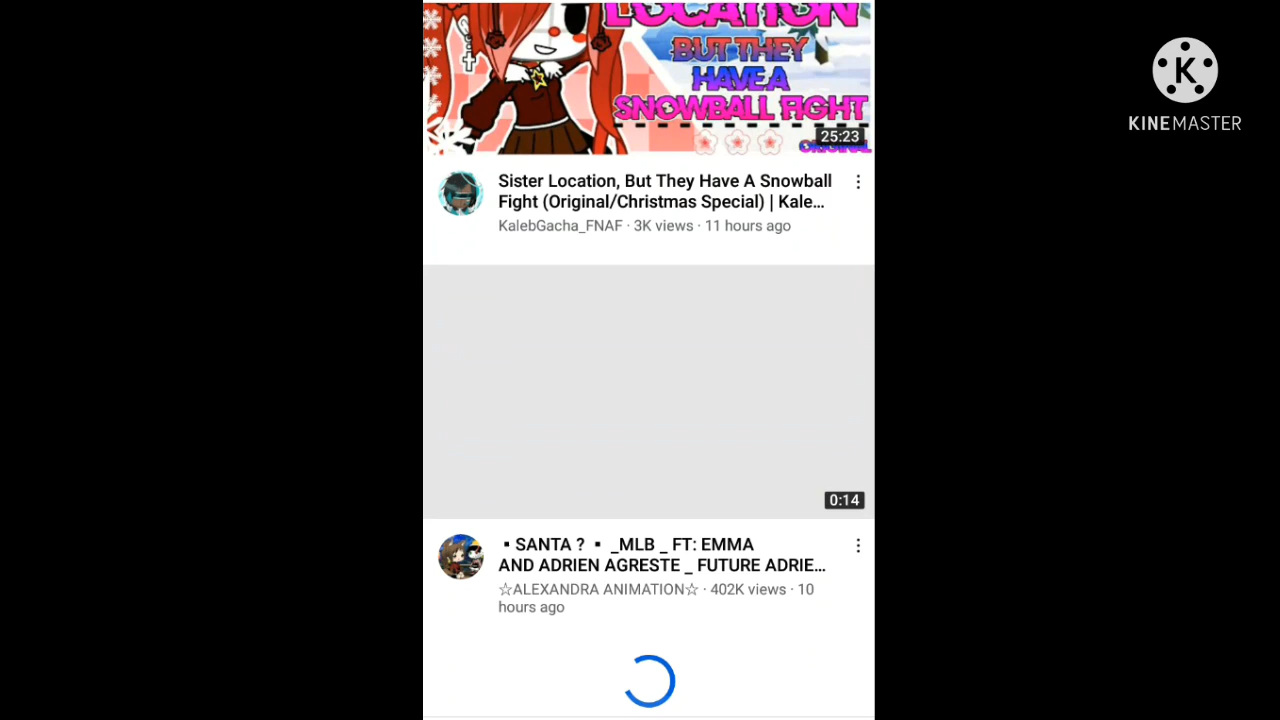 LOCATION
BUT THEY
HAVE A
SNOWBALL FIGHT
25:23
ORIGINAL
KINEMASTER
Sister Location, But They Have A Snowball
Fight (Original/Christmas Special) | Kale...
KalebGacha_FNAF · 3K views · 11 hours ago
0:14
▪SANTA ? ▪ _MLB _ FT: EMMA
AND ADRIEN AGRESTE _ FUTURE ADRIE...
☆ALEXANDRA ANIMATION☆ · 402K views · 10
hours ago